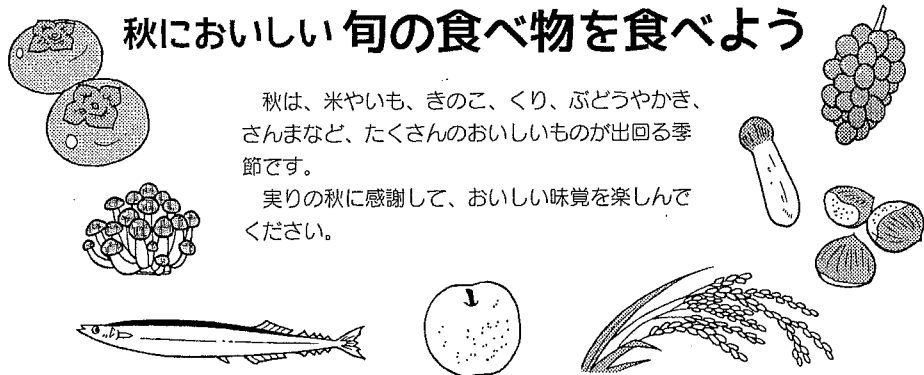 秋においしい 旬の食べ物を食べよう
秋は、米やいも、きのこ、くり、ぶどうやかき、
さんまなど、たくさんのおいしいものが出回る季
節です。
実りの秋に感謝して、おいしい味覚を楽しんで
ください。